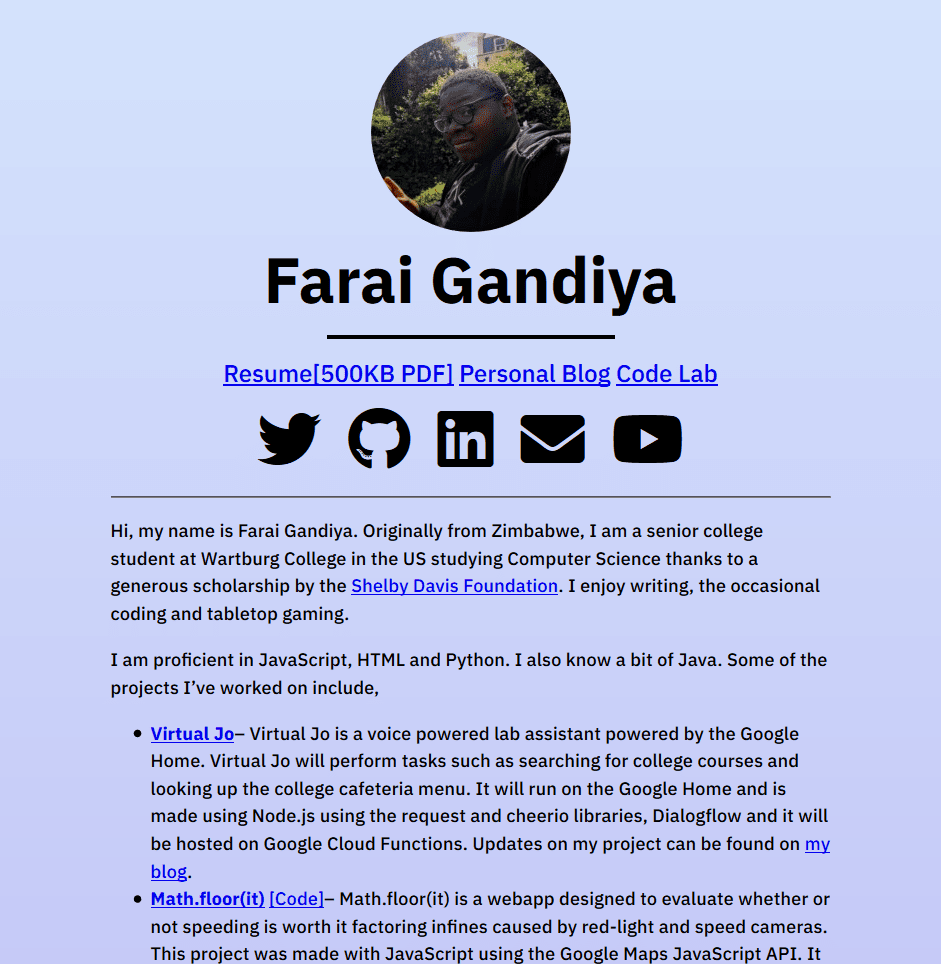 Farai Gandiya
Resume[500KB PDF] Personal Blog Code Lab
in
Hi, my name is Farai Gandiya. Originally from Zimbabwe, I am a senior college
student at Wartburg College in the US studying Computer Science thanks to a
generous scholarship by the Shelby Davis Foundation. I enjoy writing, the occasional
coding and tabletop gaming.
I am proficient in JavaScript, HTML and Python. I also know a bit of Java. Some of the
projects I’ve worked on include,
Virtual Jo– Virtual Jo is a voice powered lab assistant powered by the Google
Home. Virtual Jo will perform tasks such as searching for college courses and
looking up the college cafeteria menu. It will run on the Google Home and is
made using Node.js using the request and cheerio libraries, Dialogflow and it will
be hosted on Google Cloud Functions. Updates on my project can be found on my
blog.
Math.floor(it) [Code]– Math.floor(it) is a webapp designed to evaluate whether or
not speeding is worth it factoring infines caused by red-light and speed cameras.
This project was made with JavaScript using the Google Maps JavaScript API. It